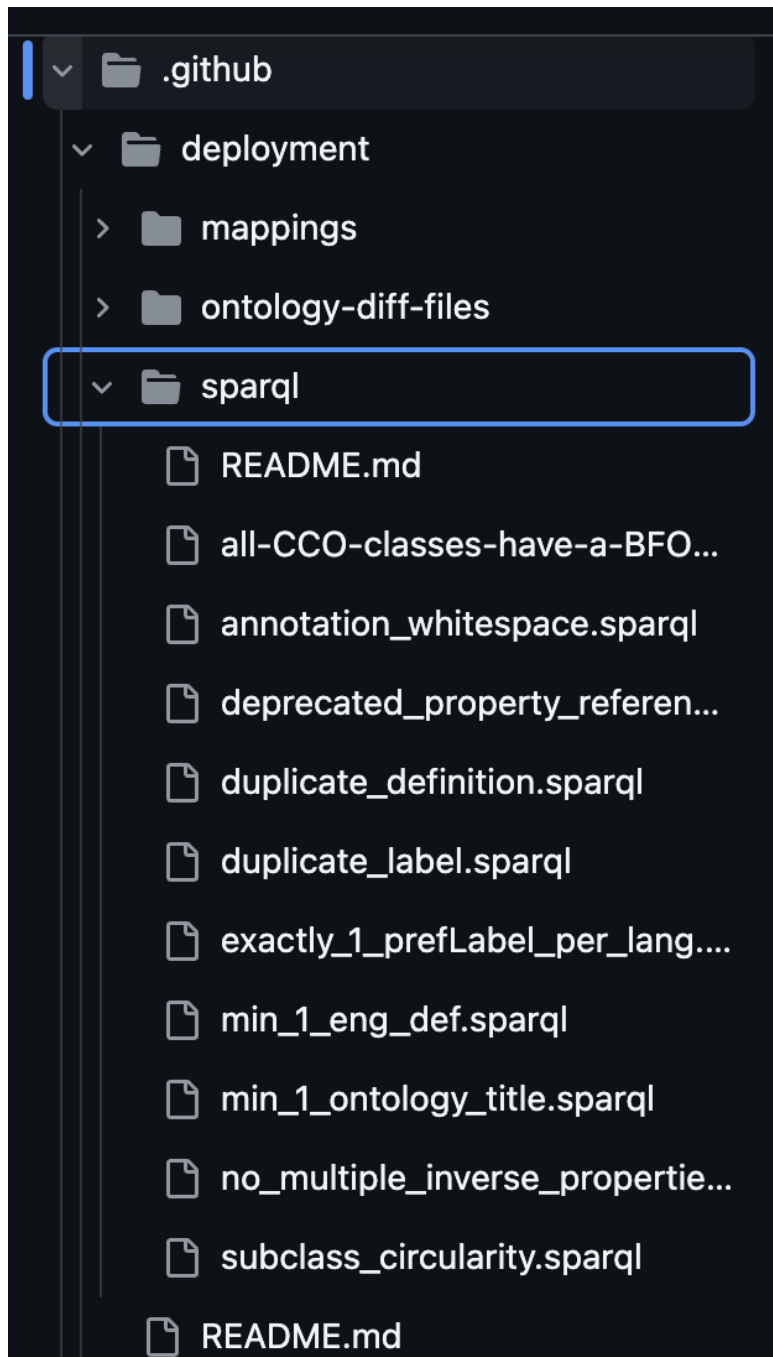 .github
deployment
mappings
ontology-diff-files
sparql
README.md
all-CCO-classes-have-a-BFO...
annotation_whitespace.sparql
deprecated_property_referen...
duplicate_definition.sparql
duplicate_label.sparql
exactly_1_prefLabel_per_lang....
min_1_eng_def.sparql
min_1_ontology_title.sparql
no_multiple_inverse_propertie...
subclass_circularity.sparql
README.md